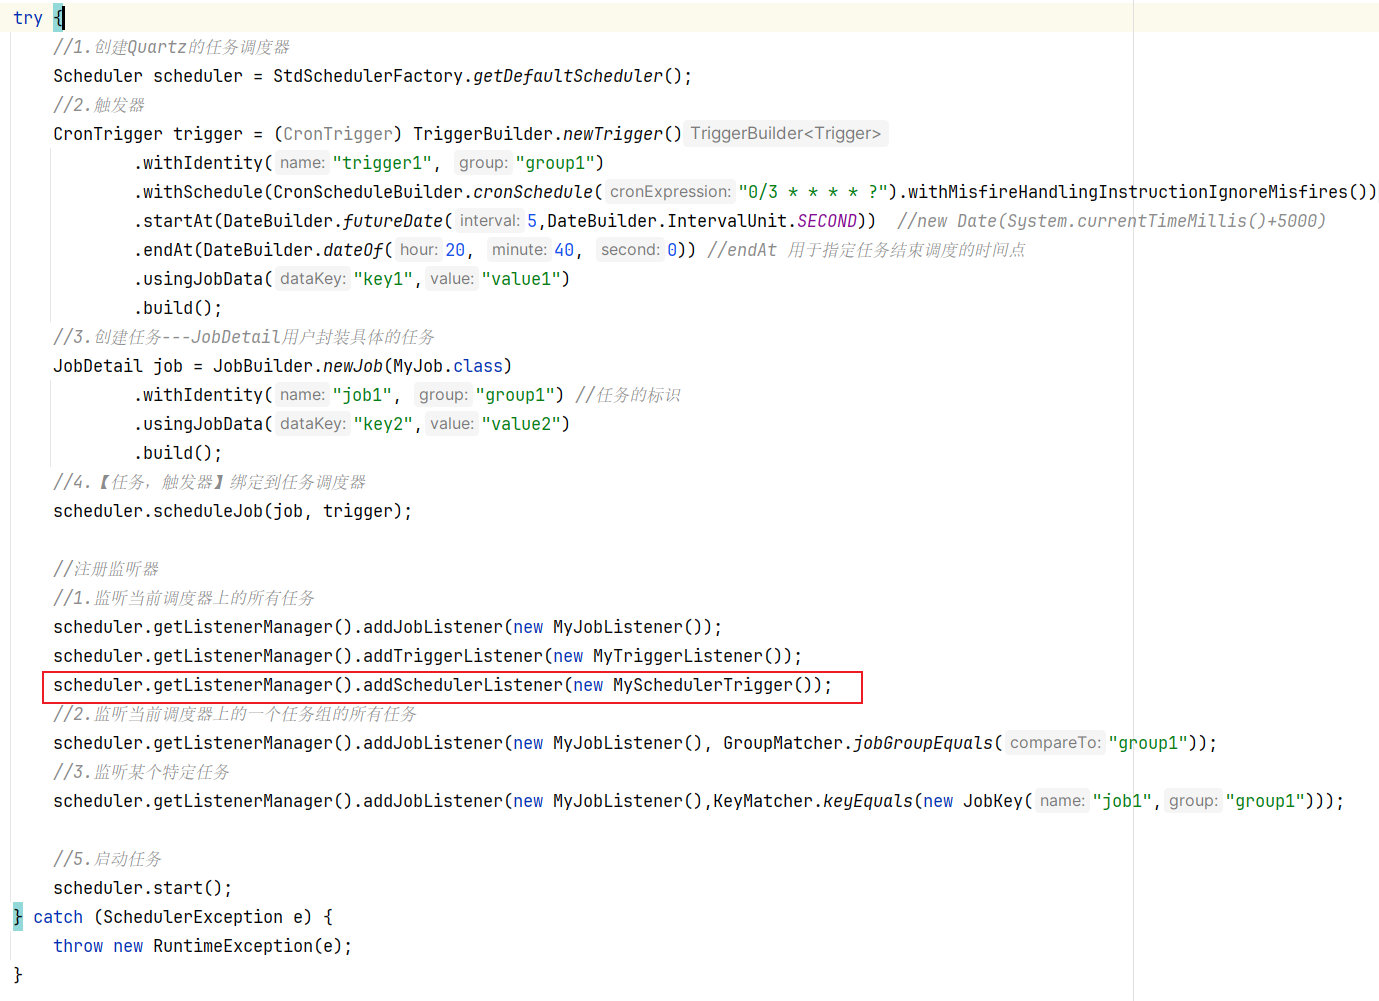 try {
//1.创建Quartz的任务调度器
Scheduler scheduler = StdSchedulerFactory.getDefaultScheduler();
//2.触发器
CronTrigger trigger = (CronTrigger) TriggerBuilder.newTrigger() TriggerBuilder<Trigger>
.withIdentity( name: "trigger1", group: "group1")
.withSchedule(CronScheduleBuilder.cronSchedule( cronExpression: "0/3 * * * * ?").withMisfireHandlingInstructionIgnoreMisfires())
.startAt(DateBuilder.futureDate( interval: 5,DateBuilder.IntervalUnit.SECOND)) //new Date(System.currentTimeMillis()+5000)
.endAt(DateBuilder.dateOf( hour: 20, minute: 40, second: 0)) //endAt 用于指定任务结束调度的时间点
.usingJobData( dataKey: "key1", value: "value1")
.build();
//3.创建任务---JobDetail用户封装具体的任务
JobDetail job = JobBuilder.newJob(MyJob.class)
.withIdentity( name: "job1", group: "group1") //任务的标识
.usingJobData( dataKey: "key2", value: "value2")
.build();
//4.【任务，触发器】绑定到任务调度器
scheduler.scheduleJob(job, trigger);
//注册监听器
//1.监听当前调度器上的所有任务
scheduler.getListenerManager().addJobListener(new MyJobListener());
scheduler.getListenerManager().addTriggerListener(new MyTriggerListener());
scheduler.getListenerManager().addSchedulerListener(new MySchedulerTrigger());
//2.监听当前调度器上的一个任务组的所有任务
scheduler.getListenerManager().addJobListener(new MyJobListener(), GroupMatcher.jobGroupEquals( compareTo: "group1"));
//3.监听某个特定任务
scheduler.getListenerManager().addJobListener(new MyJobListener(),KeyMatcher.keyEquals(new JobKey( name: "job1", group: "group1")));
//5.启动任务
scheduler.start();
} catch (SchedulerException e) {
throw new RuntimeException(e);
}